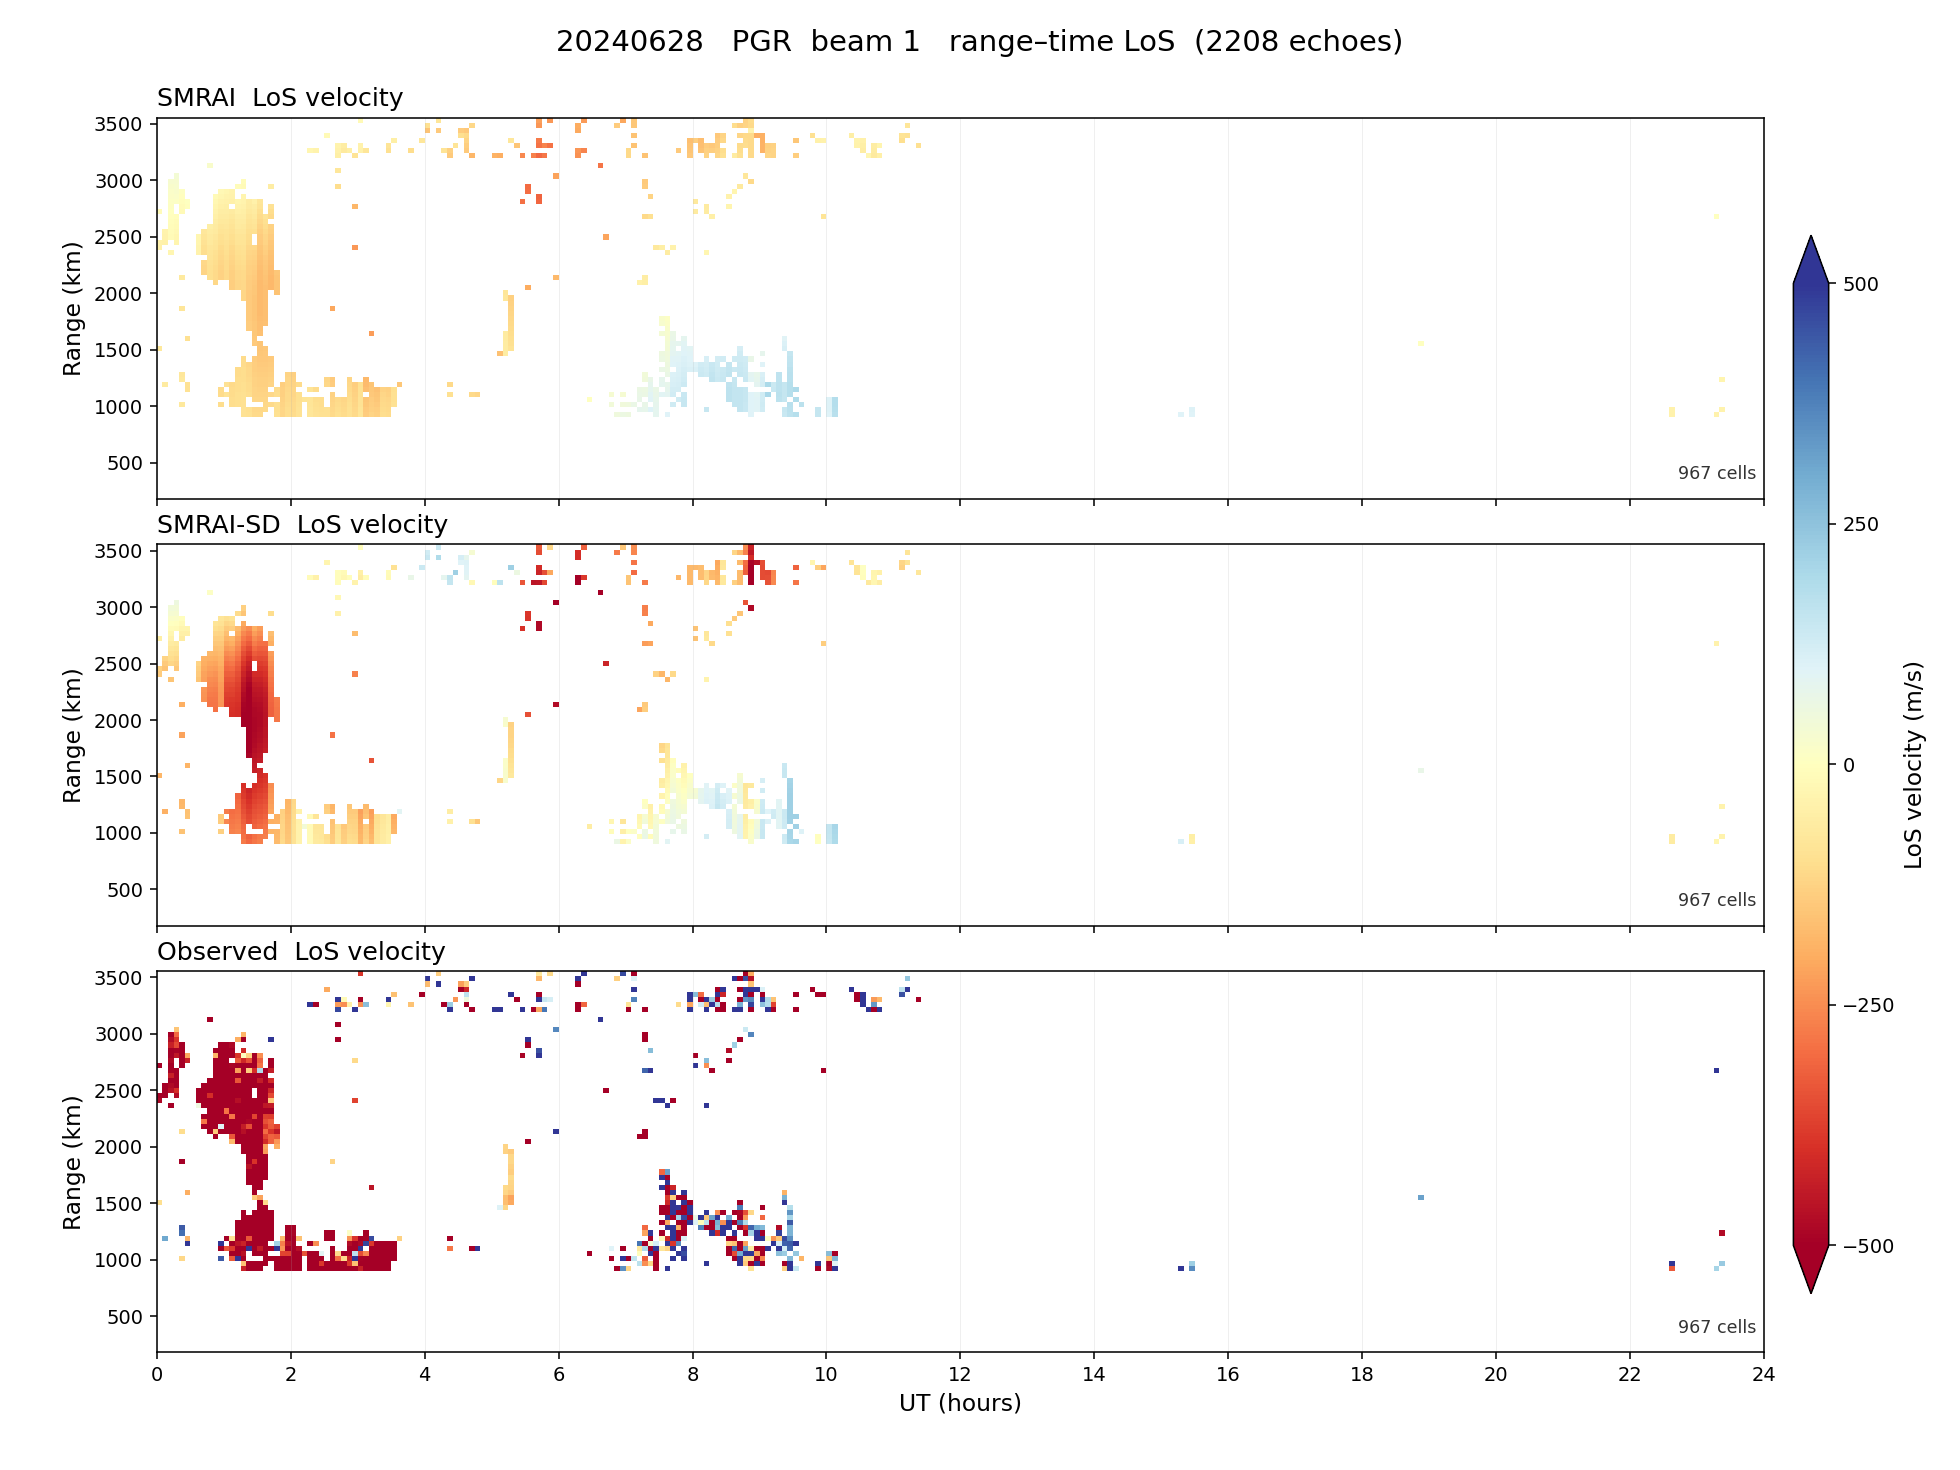 20240628   PGR  beam 1   range–time LoS  (2208 echoes)
SMRAI  LoS velocity
3500
3000
2500
2000
1500
1000
500
Range (km)
967 cells
SMRAI-SD  LoS velocity
3500
3000
2500
2000
1500
1000
500
Range (km)
967 cells
Observed  LoS velocity
3500
3000
2500
2000
1500
1000
500
Range (km)
967 cells
0 2 4 6 8 10 12 14 16 18 20 22 24
UT (hours)
500
250
0
−250
−500
LoS velocity (m/s)